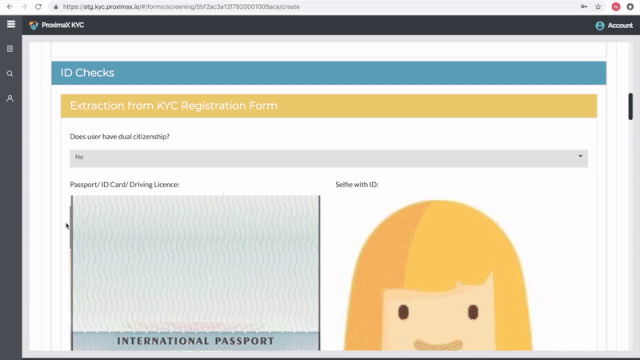 https://stg.kyc.proximax.io/#/forms/screening/5bf2ac3a12f7920001005aca/create
N
ProximaX KYC
Account
ID Checks
Extraction from KYC Registration Form
Does user have dual citizenship?
No
Passport/ ID Card/ Driving Licence:
Selfie with ID:
INTERNATIONAL PASSPORT